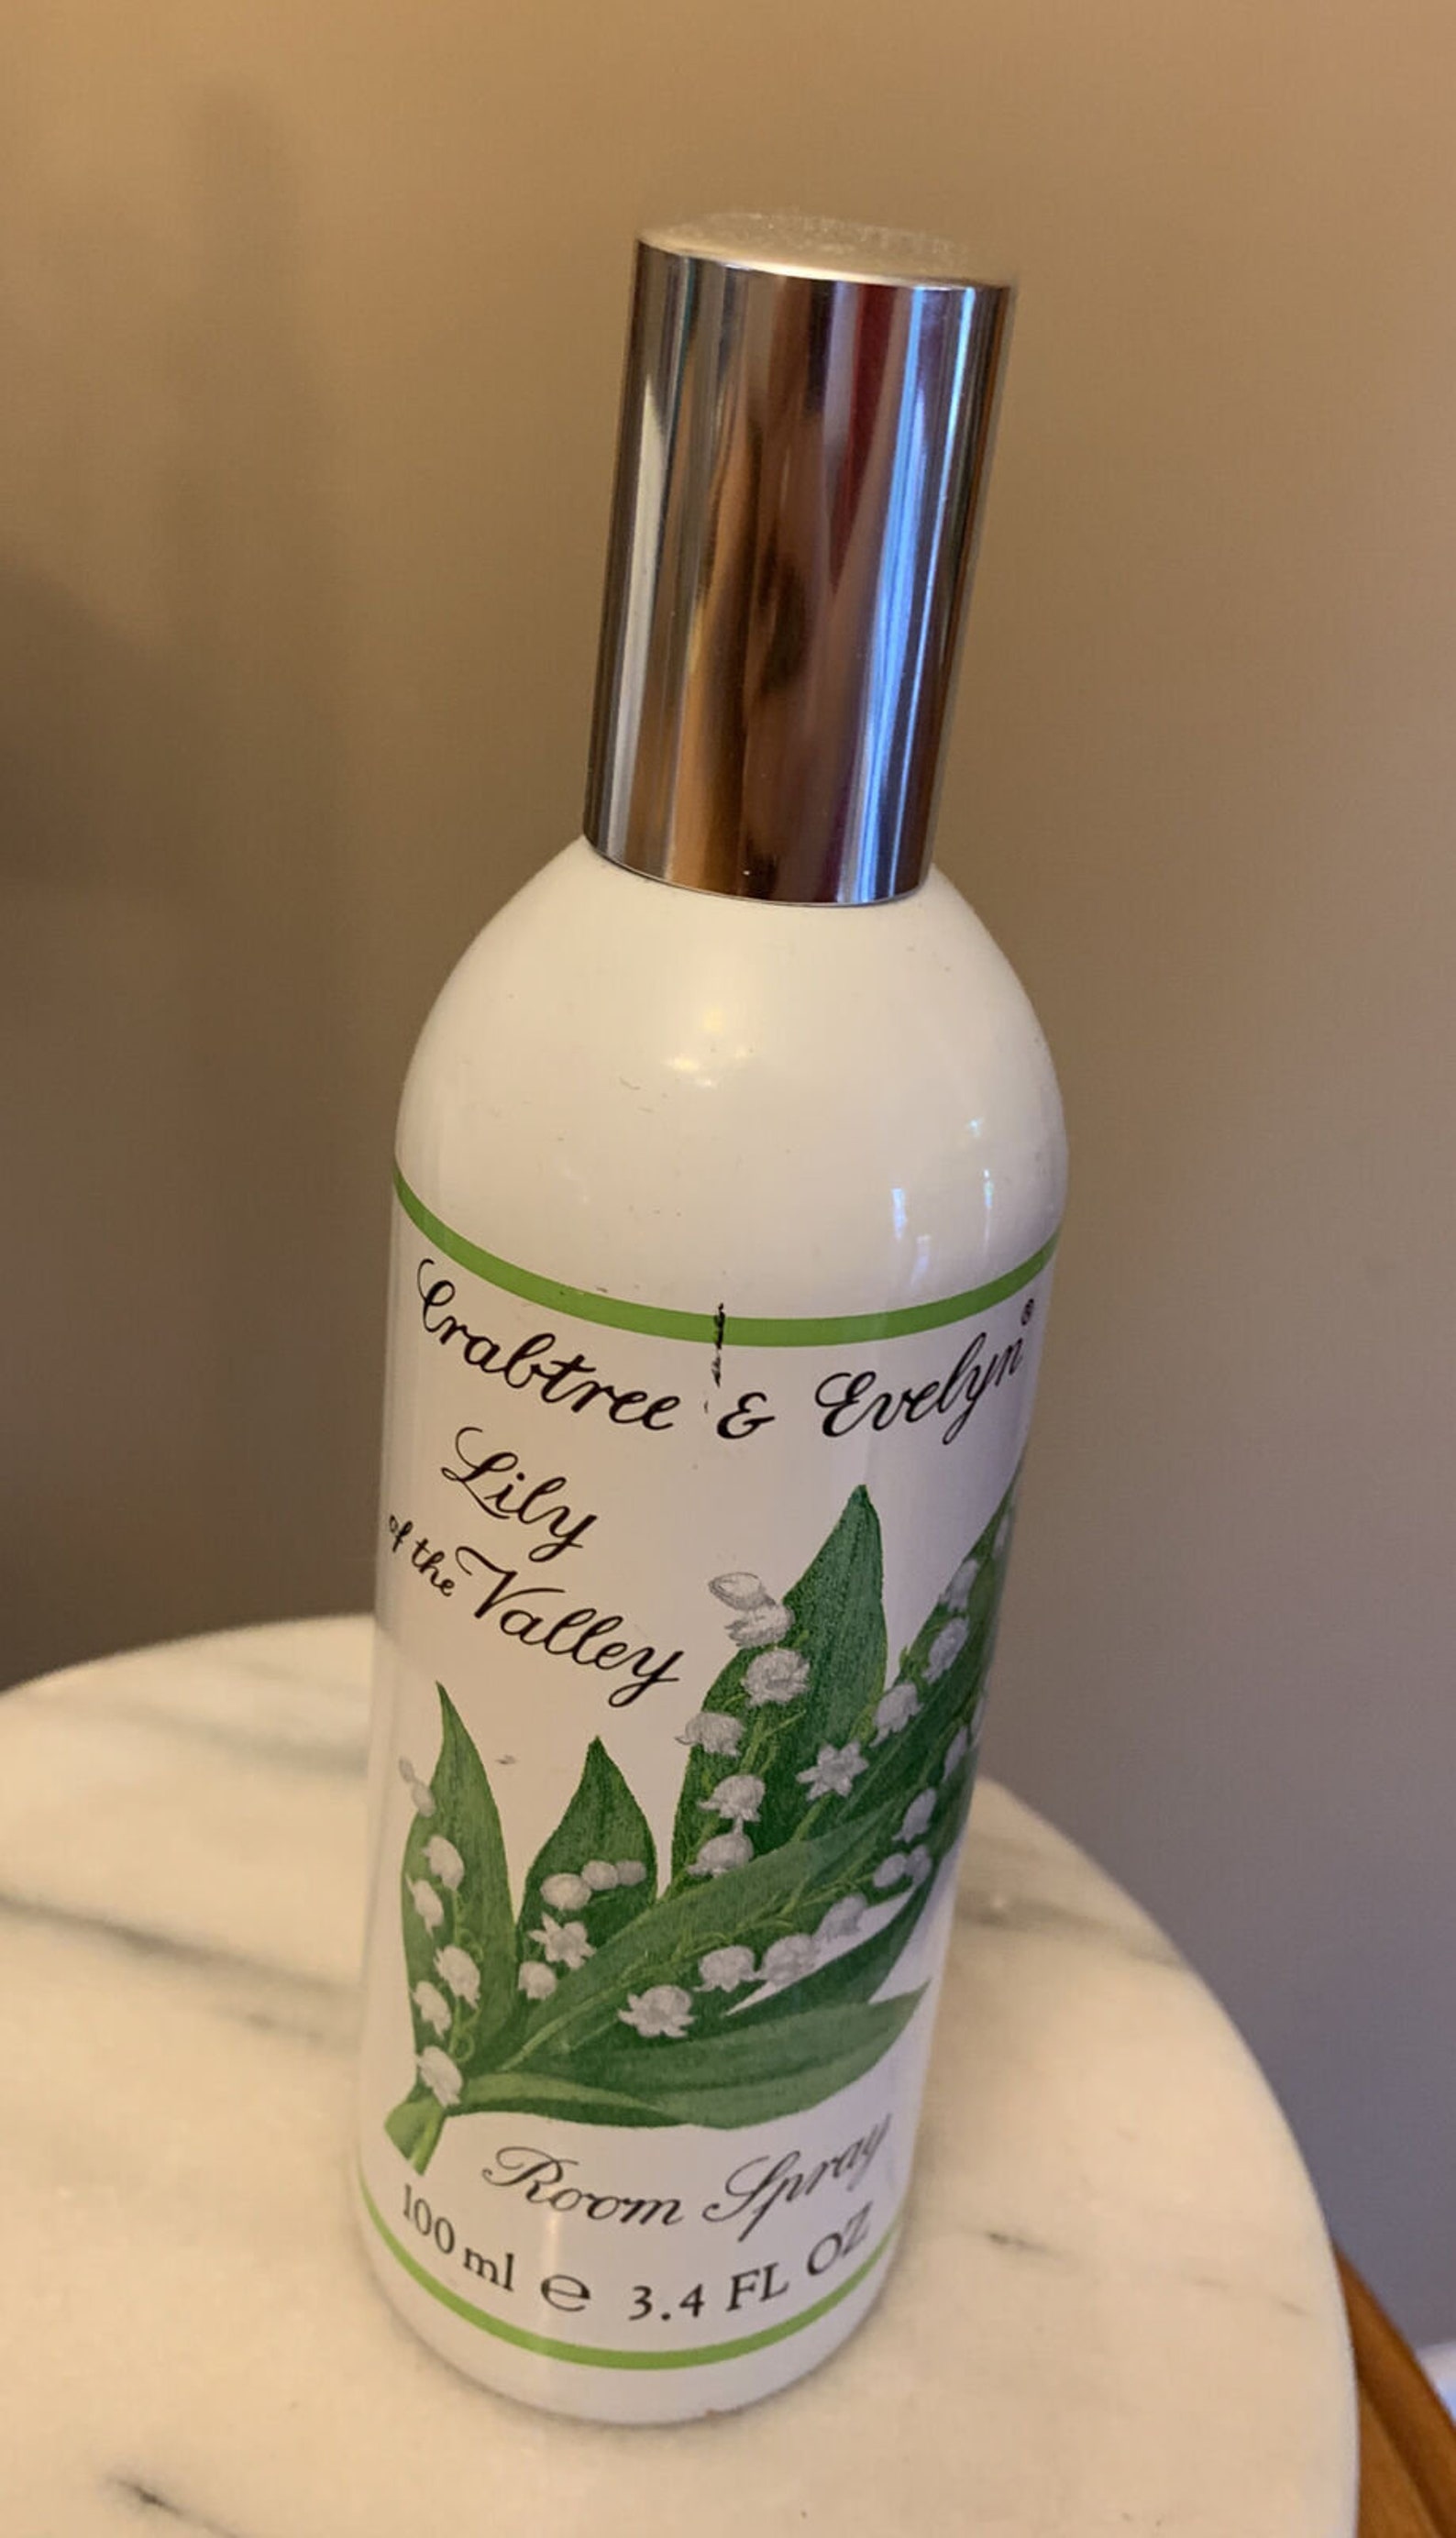 Crabtree & Evelyn®
Lily
of the Valley
Room Spray
100 ml ℮ 3.4 FL OZ